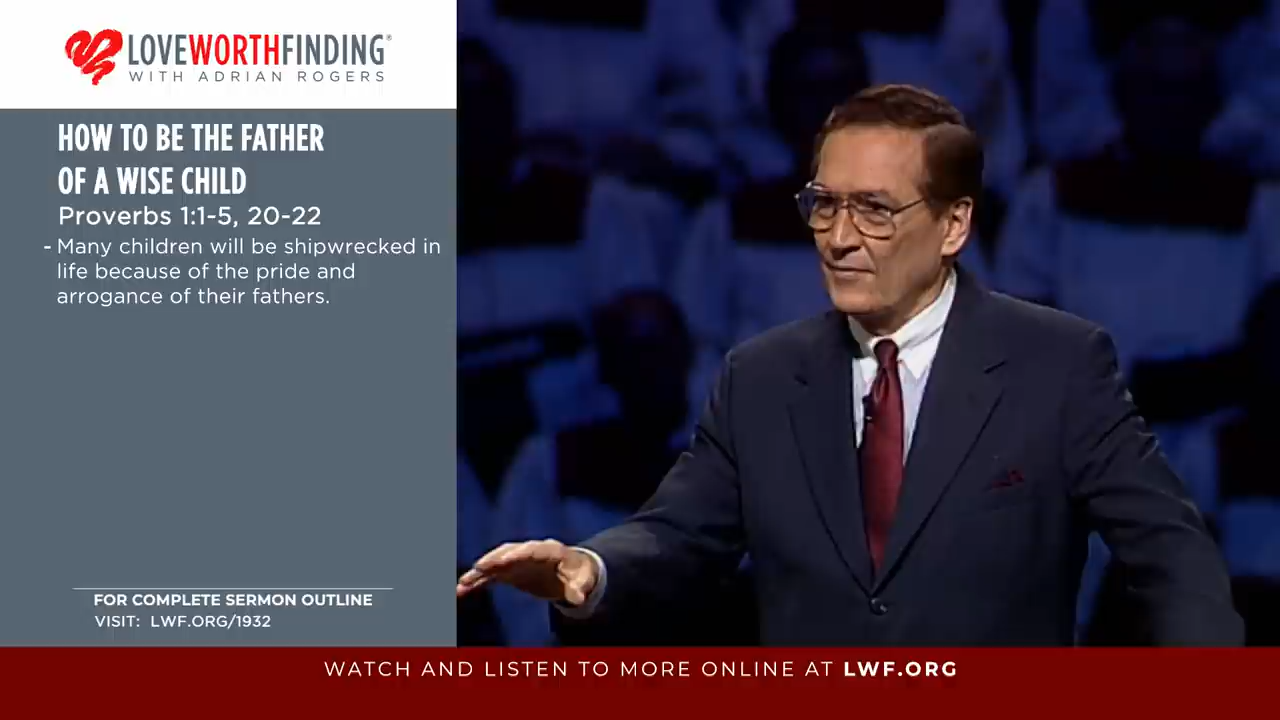 LOVEWORTHFINDING®
WITH ADRIAN ROGERS
HOW TO BE THE FATHER
OF A WISE CHILD
Proverbs 1:1-5, 20-22
- Many children will be shipwrecked in
life because of the pride and
arrogance of their fathers.
FOR COMPLETE SERMON OUTLINE
VISIT: LWF.ORG/1932
WATCH AND LISTEN TO MORE ONLINE AT LWF.ORG